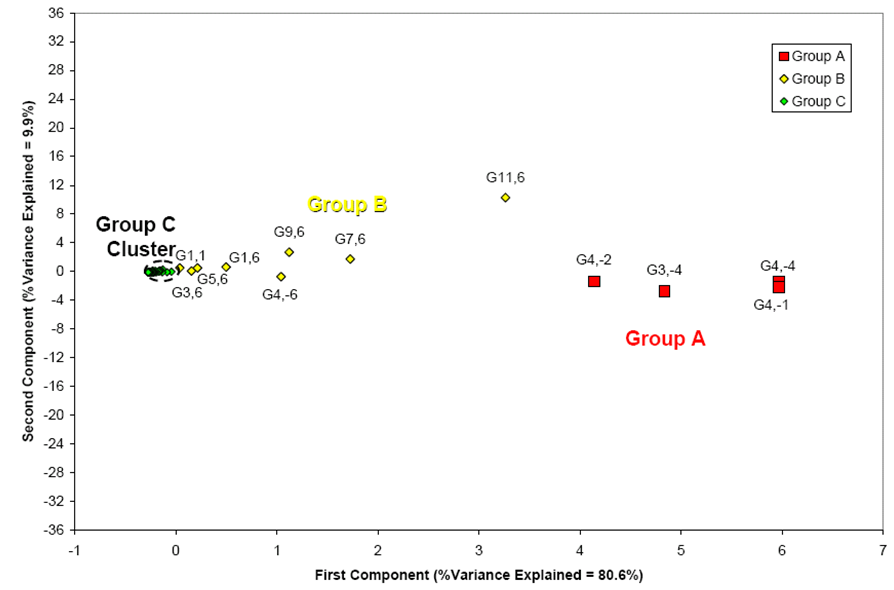 36
32
28
24
20
16
12
8
4
0
-4
-8
-12
-16
-20
-24
-28
-32
-36
Second Component (%Variance Explained = 9.9%)
Group A
Group B
Group C
G11,6
Group B
Group C
Cluster
G9,6
G7,6
G1,1
G1,6
G5,6
G3,6
G4,-6
G4,-2
G3,-4
G4,-4
G4,-1
Group A
-1 0 1 2 3 4 5 6 7
First Component (%Variance Explained = 80.6%)